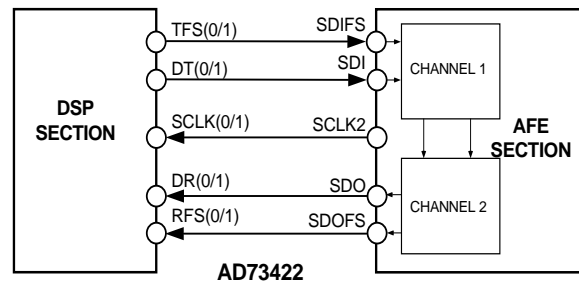 TFS(0/1) SDIFS
DT(0/1) SDI
CHANNEL 1
DSP
SECTION
SCLK(0/1) SCLK2
AFE
SECTION
DR(0/1) SDO
CHANNEL 2
RFS(0/1) SDOFS
AD73422